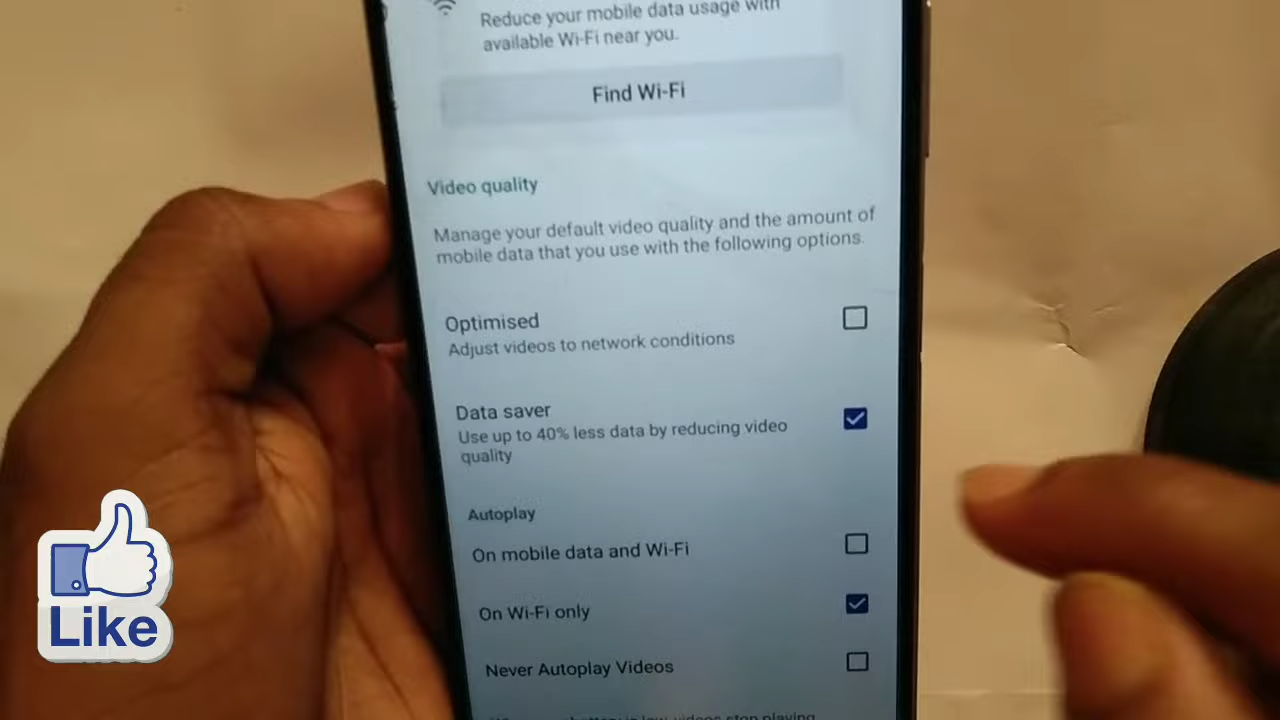 Reduce your mobile data usage with
available Wi-Fi near you.
Find Wi-Fi
Video quality
Manage your default video quality and the amount of
mobile data that you use with the following options.
Optimised
Adjust videos to network conditions
Data saver
Use up to 40% less data by reducing video
quality
Autoplay
On mobile data and Wi-Fi
On Wi-Fi only
Never Autoplay Videos
videos stop playing
Like